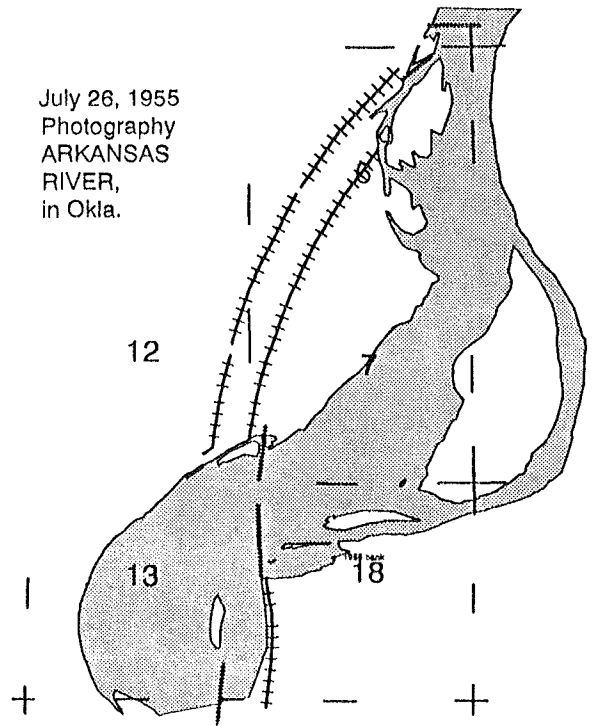 July 26, 1955
Photography
ARKANSAS
RIVER,
in Okla.
6
12
7
13
18